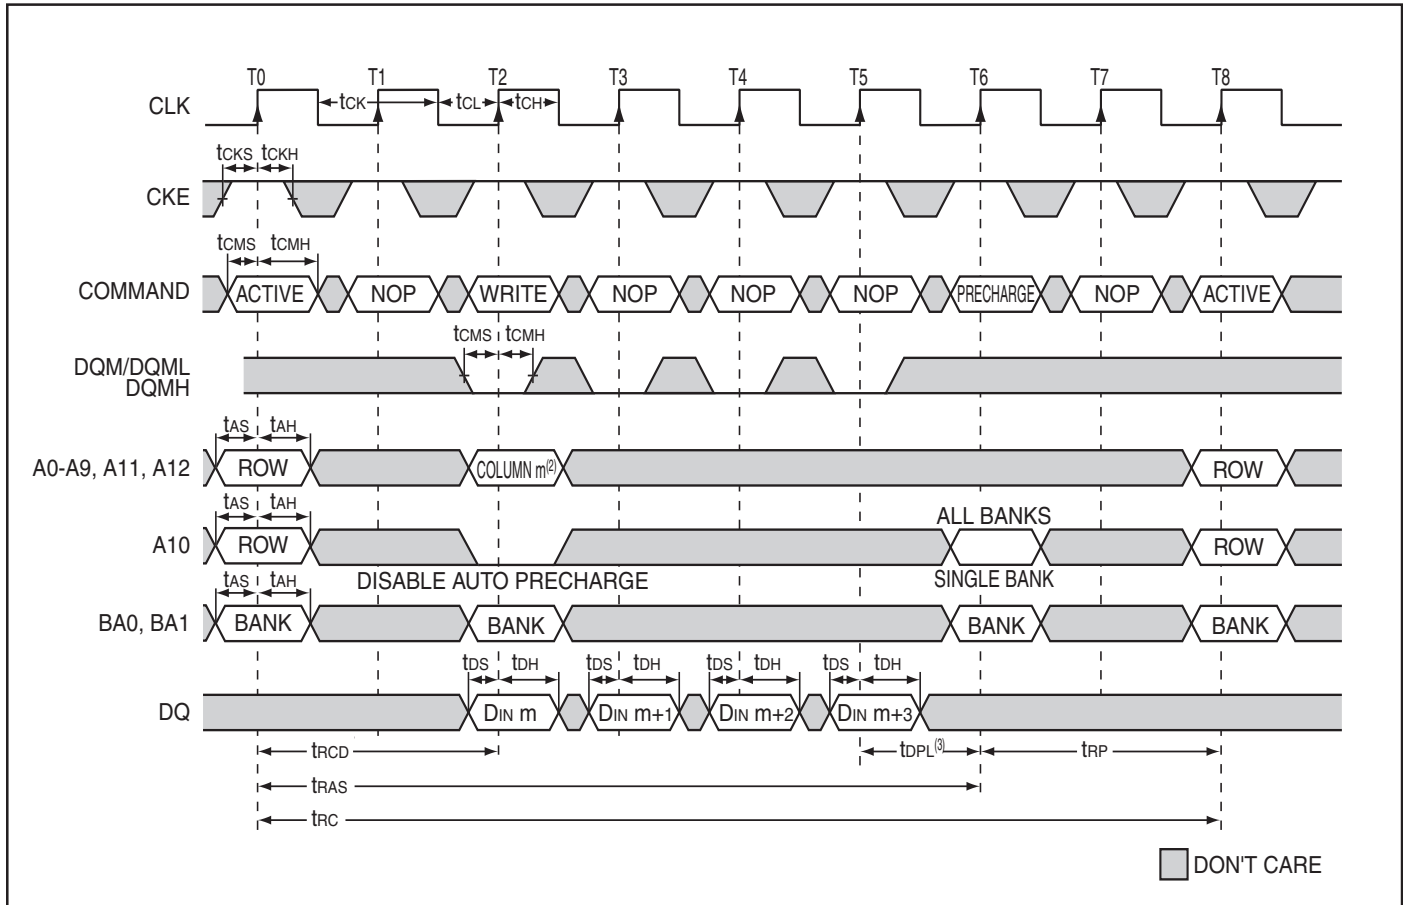 T0 T1 T2 T3 T4 T5 T6 T7 T8
CLK tCK tCL tCH
tCKS tCKH
CKE
tCMS tCMH
COMMAND ACTIVE NOP WRITE NOP NOP NOP PRECHARGE NOP ACTIVE
tCMS tCMH
DQM/DQML
DQMH
tAS tAH
A0-A9, A11, A12 ROW COLUMN m(2) ROW
tAS tAH
ALL BANKS
A10 ROW ROW
DISABLE AUTO PRECHARGE SINGLE BANK
tAS tAH
BA0, BA1 BANK BANK BANK BANK
tDS tDH tDS tDH tDS tDH tDS tDH
DQ DIN m DIN m+1 DIN m+2 DIN m+3
tRCD tDPL(3) tRP
tRAS
tRC
DON'T CARE